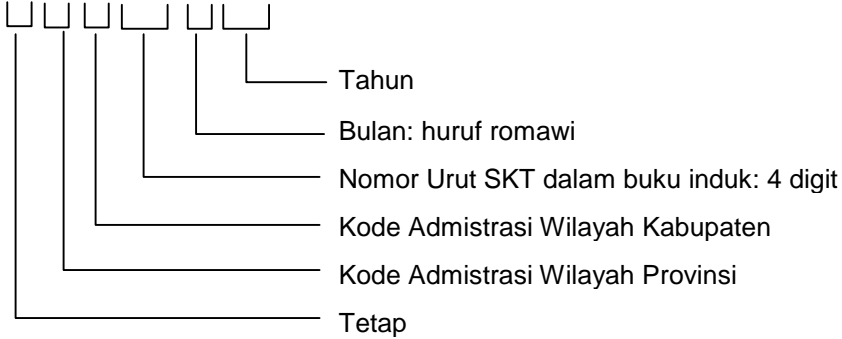 Tahun
Bulan: huruf romawi
Nomor Urut SKT dalam buku induk: 4 digit
Kode Admistrasi Wilayah Kabupaten
Kode Admistrasi Wilayah Provinsi
Tetap